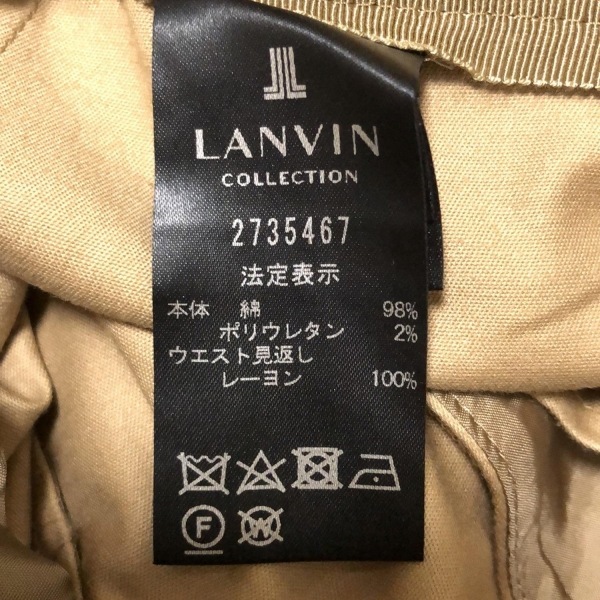 LANVIN
COLLECTION
2735467
法定表示
本体 綿 98%
ポリウレタン 2%
ウエスト見返し
レーヨン 100%
F
W